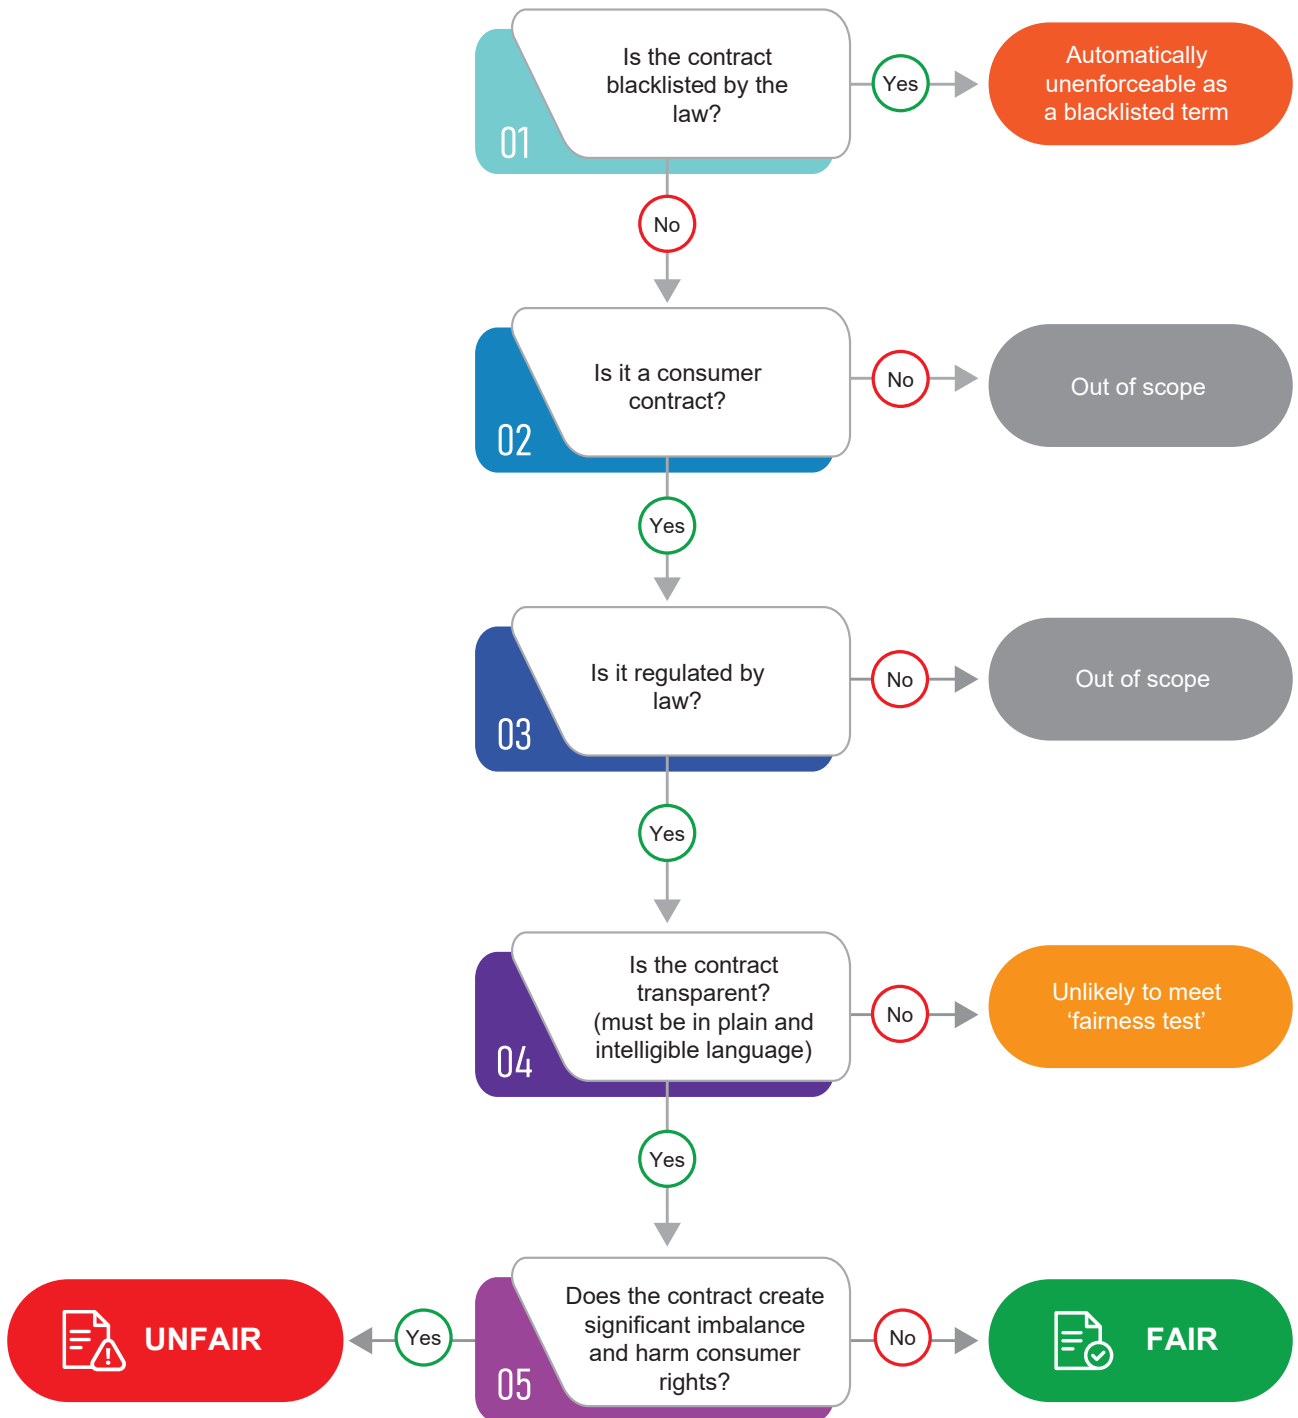 Is the contract
blacklisted by the
law?
01
Yes
Automatically
unenforceable as
a blacklisted term
No
Is it a consumer
contract?
02
No
Out of scope
Yes
Is it regulated by
law?
03
No
Out of scope
Yes
Is the contract
transparent?
(must be in plain and
intelligible language)
04
No
Unlikely to meet
‘fairness test’
Yes
UNFAIR
Yes
Does the contract create
significant imbalance
and harm consumer
rights?
05
No
FAIR